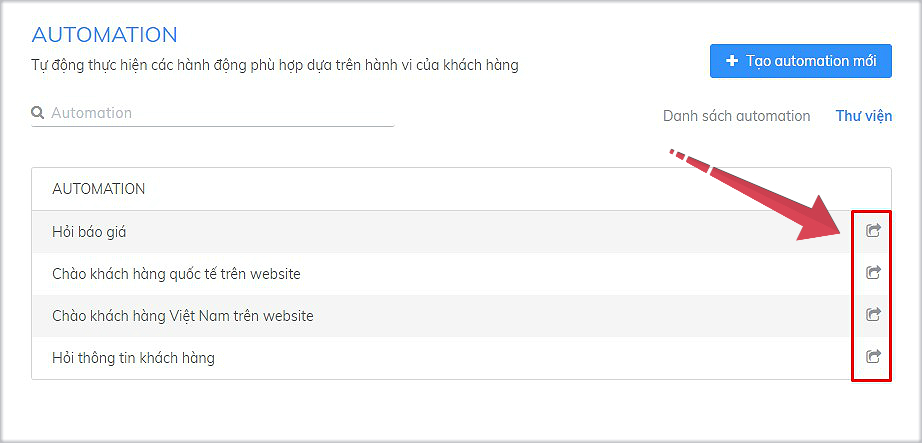 AUTOMATION
Tự động thực hiện các hành động phù hợp dựa trên hành vi của khách hàng
+ Tạo automation mới
Automation
Danh sách automation
Thư viện
AUTOMATION
Hỏi báo giá
Chào khách hàng quốc tế trên website
Chào khách hàng Việt Nam trên website
Hỏi thông tin khách hàng